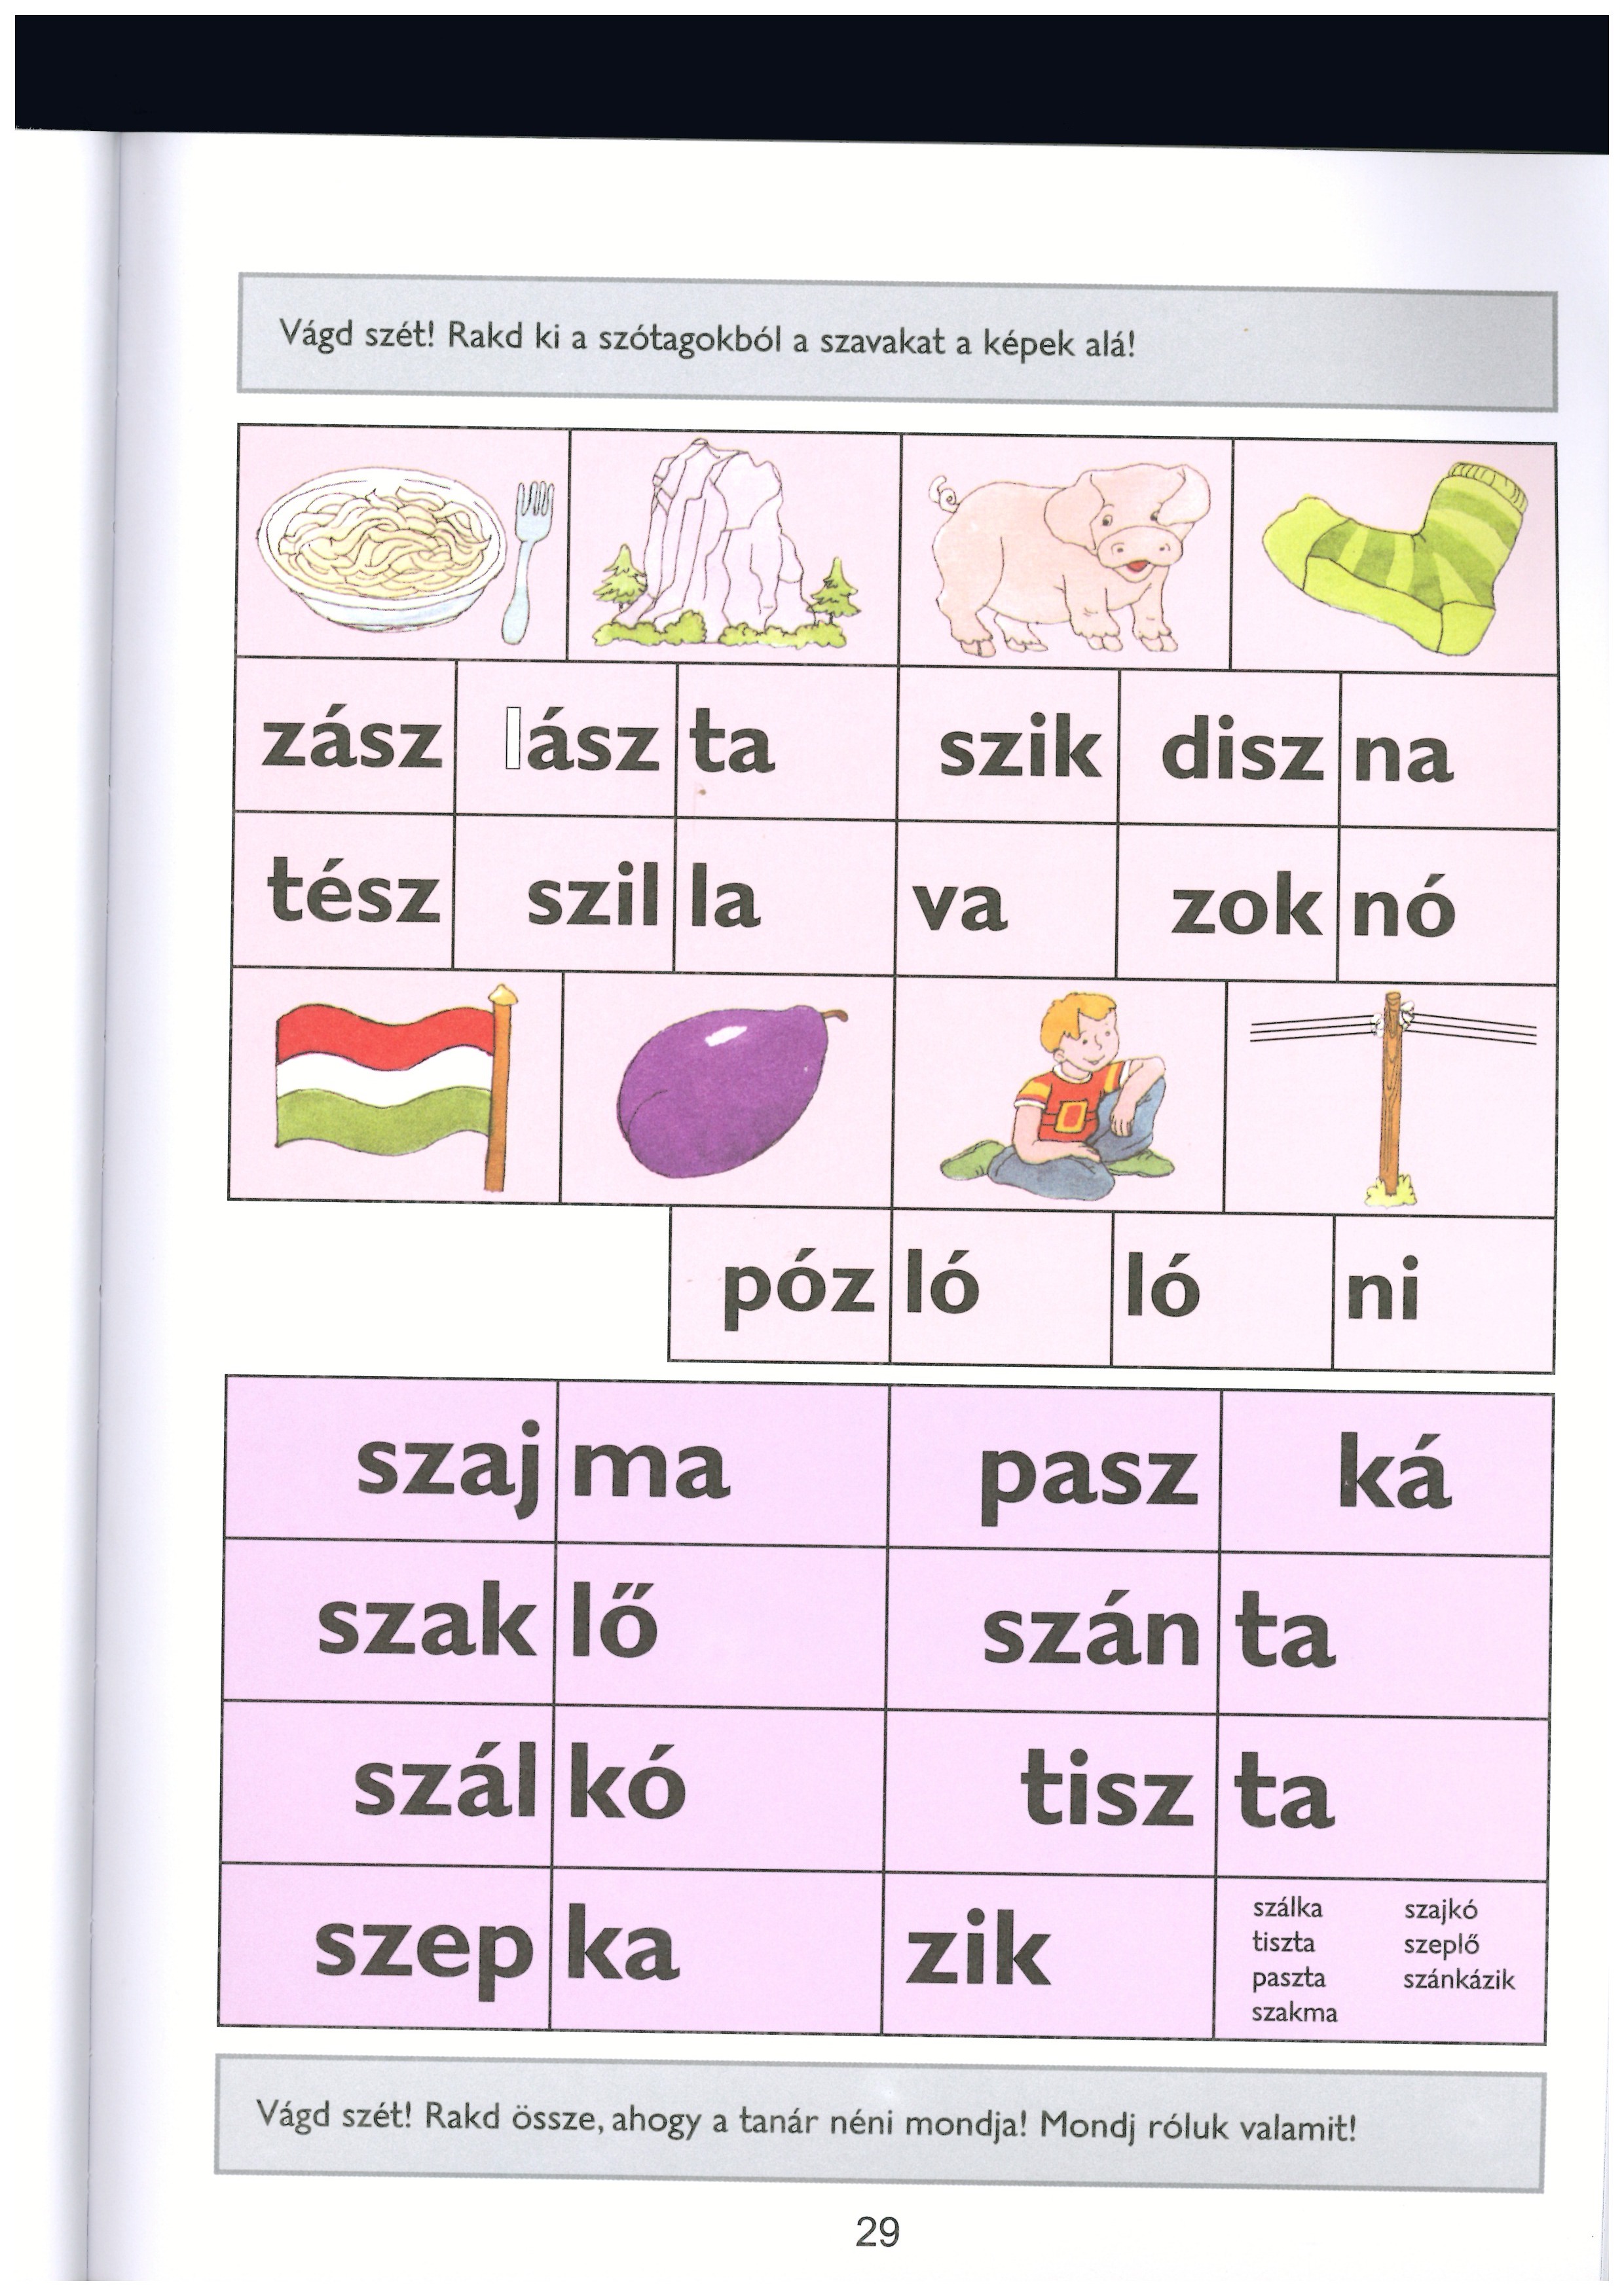 Vágd szét! Rakd ki a szótagokból a szavakat a képek alá!
zász lász ta szik disz na
tész szil la va zok nó
póz ló ló ni
szaj ma pasz ká
szak lő szán ta
szál kó tisz ta
szep ka zik
szálka szajkó
tiszta szeplő
paszta szánkázik
szakma
Vágd szét! Rakd össze, ahogy a tanár néni mondja! Mondj róluk valamit!
29